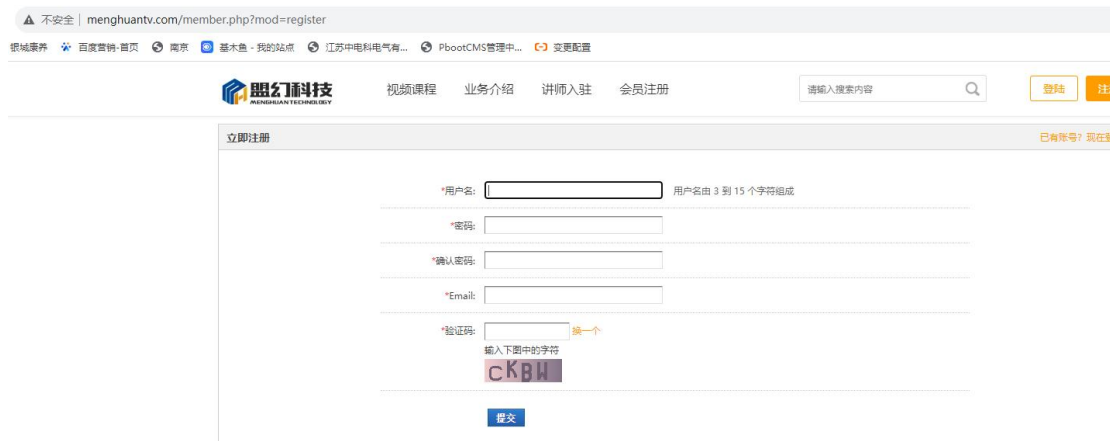 不安全 | menghuantv.com/member.php?mod=register
银城康养 百度营销-首页 南京 基木鱼 - 我的站点 江苏中电科电气有... PbootCMS管理中... 变更配置
盟幻科技 视频课程 业务介绍 讲师入驻 会员注册 请输入搜索内容 登陆
MENGHUAN TECHNOLOGY
立即注册 已有账号? 现在
*用户名: 用户名由 3 到 15 个字符组成
*密码:
*确认密码:
*Email:
*验证码: 换一个
输入下图中的字符
CKBW
提交